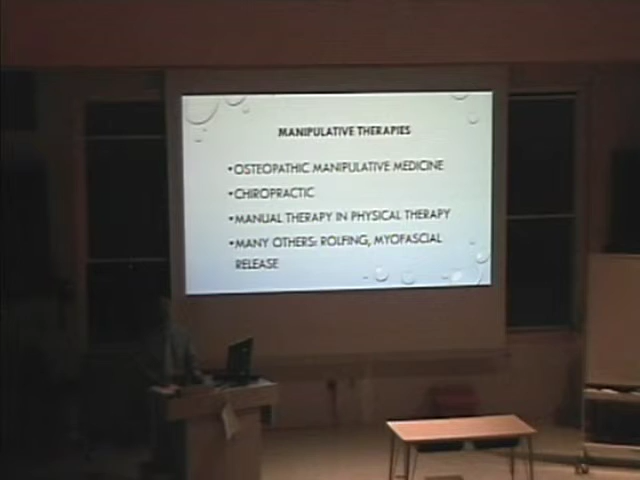 MANIPULATIVE THERAPIES
•OSTEOPATHIC MANIPULATIVE MEDICINE
•CHIROPRACTIC
•MANUAL THERAPY IN PHYSICAL THERAPY
•MANY OTHERS: ROLFING, MYOFASCIAL
RELEASE